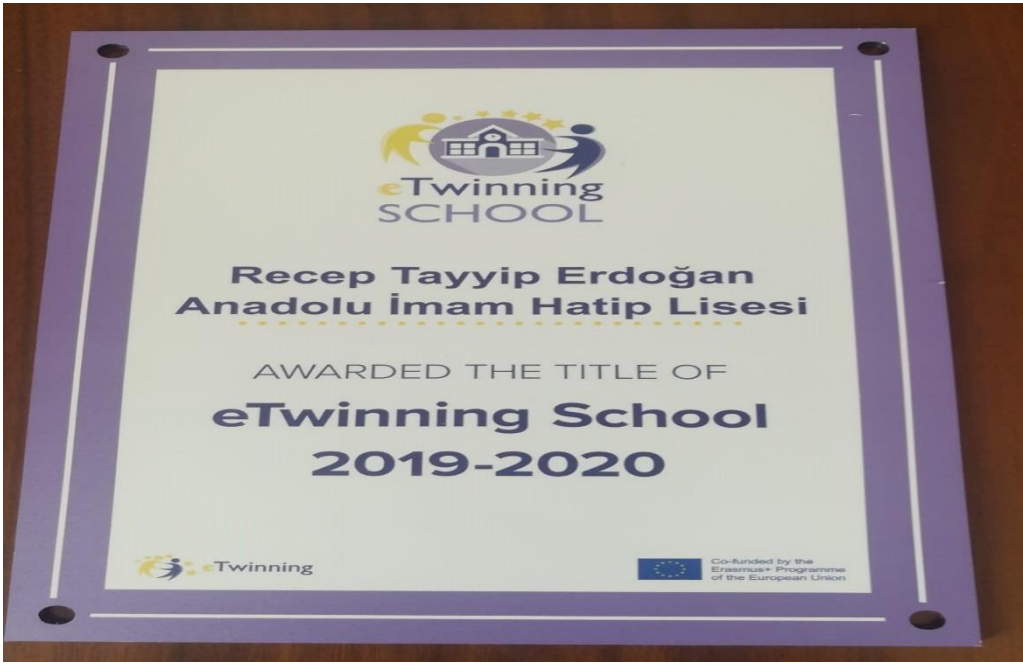 eTwinning
SCHOOL
Recep Tayyip Erdoğan
Anadolu İmam Hatip Lisesi
AWARDED THE TITLE OF
eTwinning School
2019-2020
eTwinning
Co-funded by the
Erasmus+ Programme
of the European Union